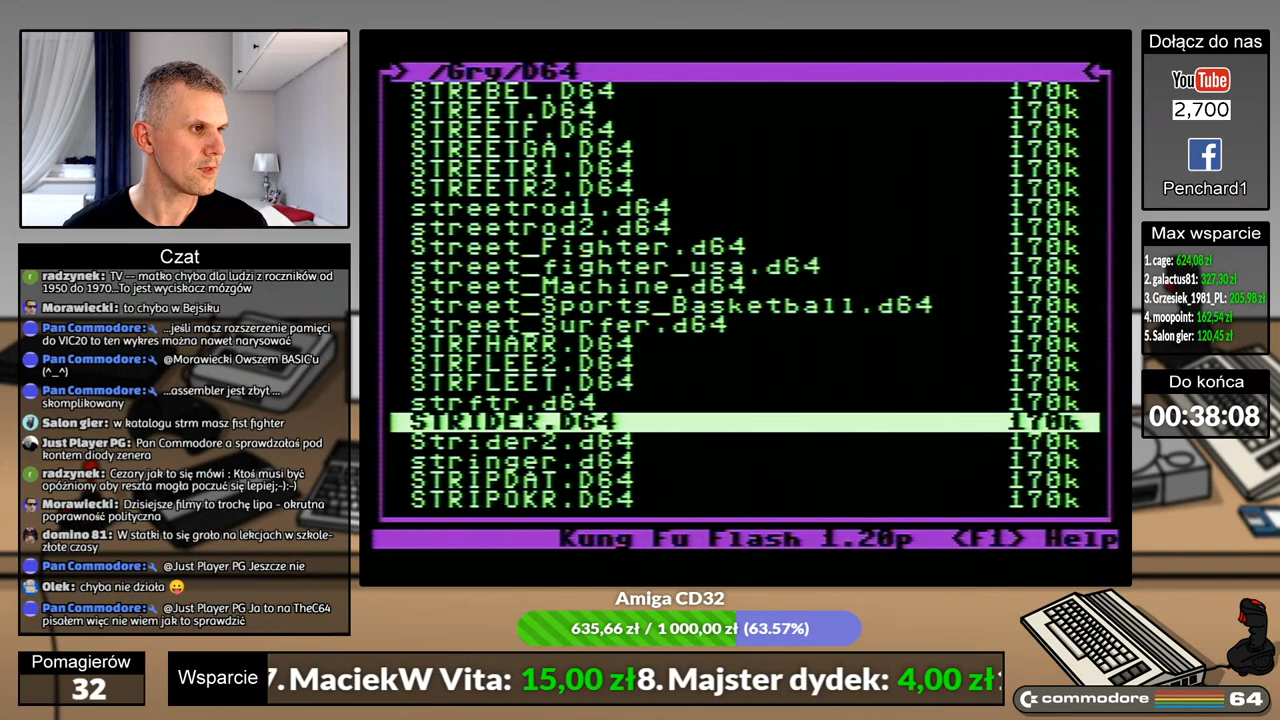 Czat
radzynek: TV -- matko chyba dla ludzi z roczników od
1950 do 1970...To jest wyciskacz mózgów
Morawiecki: to chyba w Bejsiku
Pan Commodore: ...jeśli masz rozszerzenie pamięci
do VIC20 to ten wykres można nawet narysować
Pan Commodore: @Morawiecki Owszem BASIC'u
(^_^)
Pan Commodore: ...assembler jest zbyt ...
skomplikowany
Salon gier: w katalogu strm masz fist fighter
Just Player PG: Pan Commodore a sprawdzałaś pod
kontem diody zenera
radzynek: Cezary jak to się mówi : Ktoś musi być
opóźniony aby reszta mogła poczuć się lepiej;-):-)
Morawiecki: Dzisiejsze filmy to trochę lipa - okrutna
poprawność polityczna
domino 81: W statki to się grało na lekcjach w szkole-
złote czasy
Pan Commodore: @Just Player PG Jeszcze nie
Olek: chyba nie działa
Pan Commodore: @Just Player PG Ja to na TheC64
pisałem więc nie wiem jak to sprawdzić
/Gry/D64
STREBEL.D64 170k
STREET.D64 170k
STREETF.D64 170k
STREETGA.D64 170k
STREETR1.D64 170k
STREETR2.D64 170k
streetrod1.d64 170k
streetrod2.d64 170k
Street_Fighter.d64 170k
street_fighter_usa.d64 170k
Street_Machine.d64 170k
Street_Sports_Basketball.d64 170k
Street_Surfer.d64 170k
STRFHARR.D64 170k
STRFLEE2.D64 170k
STRFLEET.D64 170k
strftr.d64 170k
STRIDER.D64 170k
Strider2.d64 170k
stringer.d64 170k
STRIPDAT.D64 170k
STRIPOKR.D64 170k
Kung Fu Flash 1.20p <F1> Help
Dołącz do nas
YouTube
2,700
f
Penchard1
Max wsparcie
1. cage: 624,08 zł
2. galactus81: 327,30 zł
3. Grzesiek_1981_PL: 205,98 zł
4. moopoint: 162,54 zł
5. Salon gier: 120,45 zł
Do końca
00:38:08
Amiga CD32
635,66 zł / 1 000,00 zł (63.57%)
Pomagierów
32
Wsparcie
7. MaciekW Vita: 15,00 zł 8. Majster dydek: 4,00 zł
commodore 64